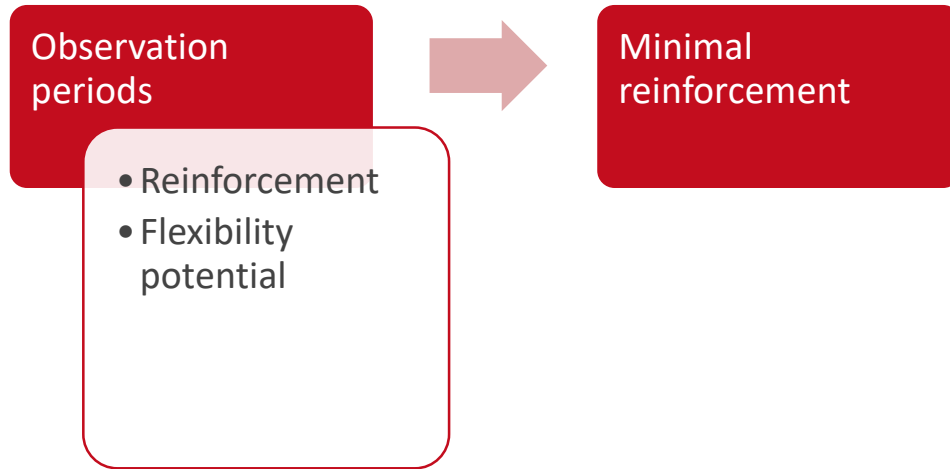 Observation
periods
• Reinforcement
• Flexibility
potential
Minimal
reinforcement